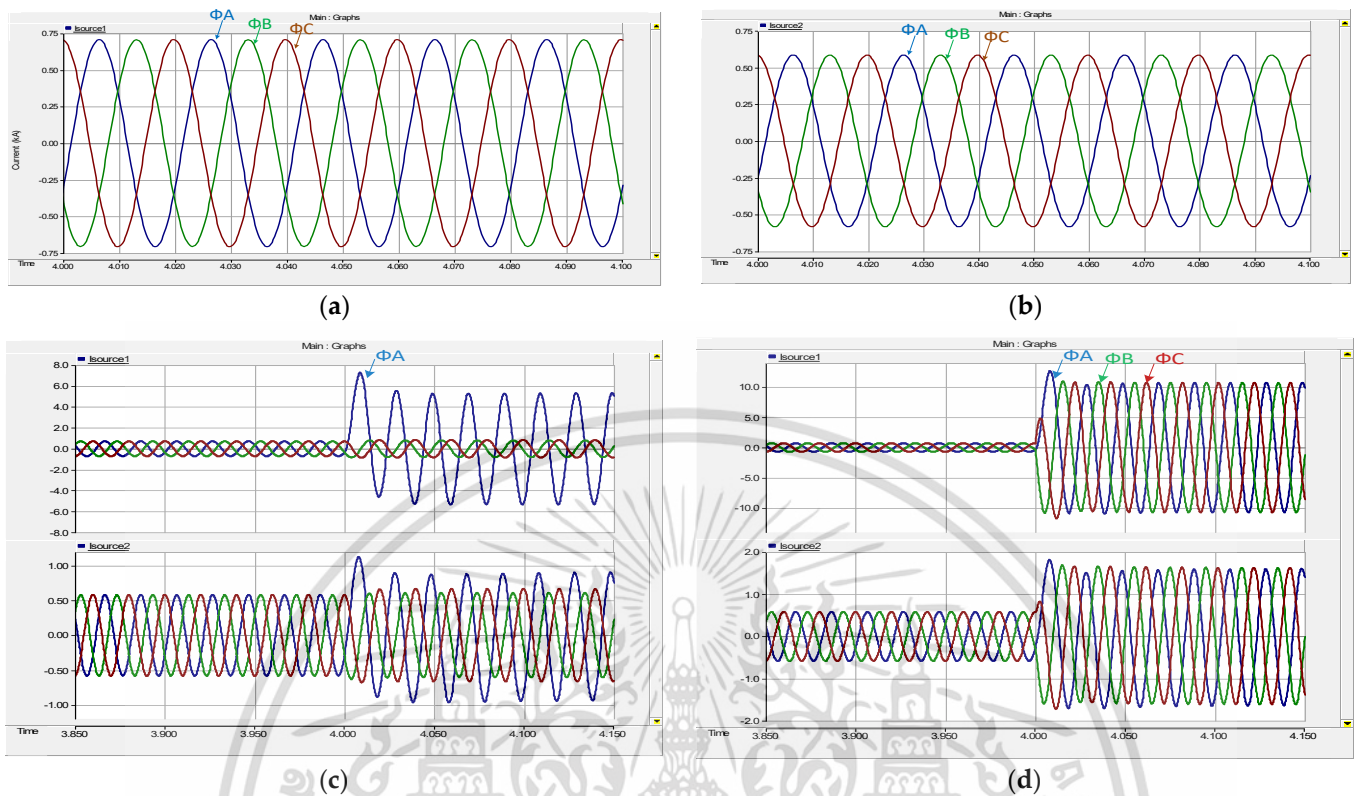 Main : Graphs
Isource1
ΦA
ΦB
ΦC
Current (kA)
0.75
0.50
0.25
0.00
-0.25
-0.50
-0.75
Time
4.000 4.010 4.020 4.030 4.040 4.050 4.060 4.070 4.080 4.090 4.100
(a)
Main : Graphs
Isource2
ΦA
ΦB
ΦC
0.75
0.50
0.25
0.00
-0.25
-0.50
-0.75
Time
4.000 4.010 4.020 4.030 4.040 4.050 4.060 4.070 4.080 4.090 4.100
(b)
Main : Graphs
Isource1
ΦA
8.0
6.0
4.0
2.0
0.0
-2.0
-4.0
-6.0
-8.0
Isource2
1.00
0.50
0.00
-0.50
-1.00
Time
3.850 3.900 3.950 4.000 4.050 4.100 4.150
(c)
Main : Graphs
Isource1
ΦA
ΦB
ΦC
10.0
5.0
0.0
-5.0
-10.0
Isource2
2.0
1.0
0.0
-1.0
-2.0
Time
3.850 3.900 3.950 4.000 4.050 4.100 4.150
(d)